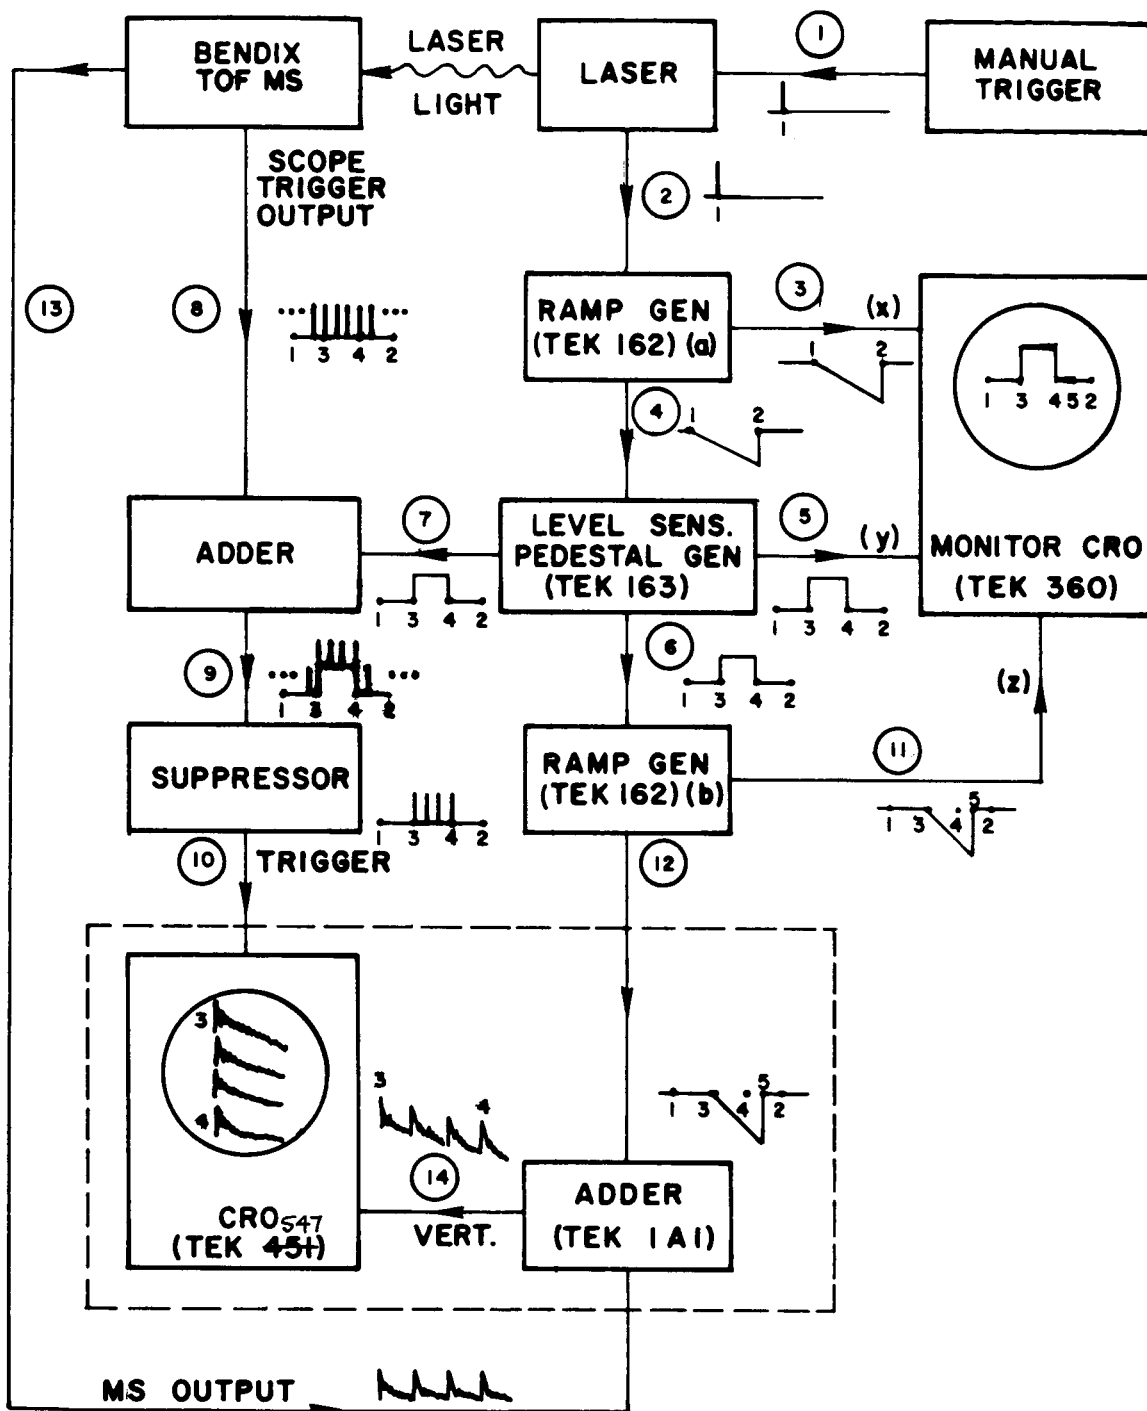 BENDIX
TOF MS
LASER
LIGHT
LASER
1
MANUAL
TRIGGER
1
SCOPE
TRIGGER
OUTPUT
2
1
13
8
1 3 4 2
RAMP GEN
(TEK 162) (a)
3
(x)
1 2
1 3 4 5 2
4
1 2
ADDER
7
1 3 4 2
LEVEL SENS.
PEDESTAL GEN
(TEK 163)
5
(y)
1 3 4 2
MONITOR CRO
(TEK 360)
9
1 3 4 2
6
1 3 4 2
(z)
SUPPRESSOR
1 3 4 2
RAMP GEN
(TEK 162) (b)
11
1 3 4 5 2
10
TRIGGER
12
3
4
3 4
1 3 4 5 2
14
VERT.
CRO 547
(TEK 451)
ADDER
(TEK 1A1)
MS OUTPUT